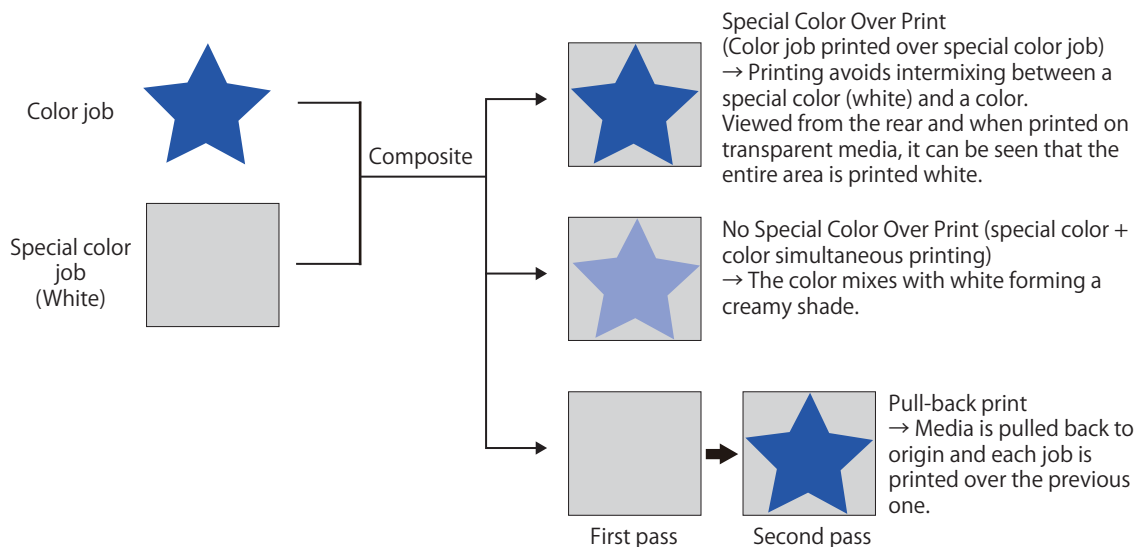 Color job
Special color
job
(White)
Composite
Special Color Over Print
(Color job printed over special color job)
→ Printing avoids intermixing between a
special color (white) and a color.
Viewed from the rear and when printed on
transparent media, it can be seen that the
entire area is printed white.
No Special Color Over Print (special color +
color simultaneous printing)
→ The color mixes with white forming a
creamy shade.
Pull-back print
→ Media is pulled back to
origin and each job is
printed over the previous
one.
First pass
Second pass